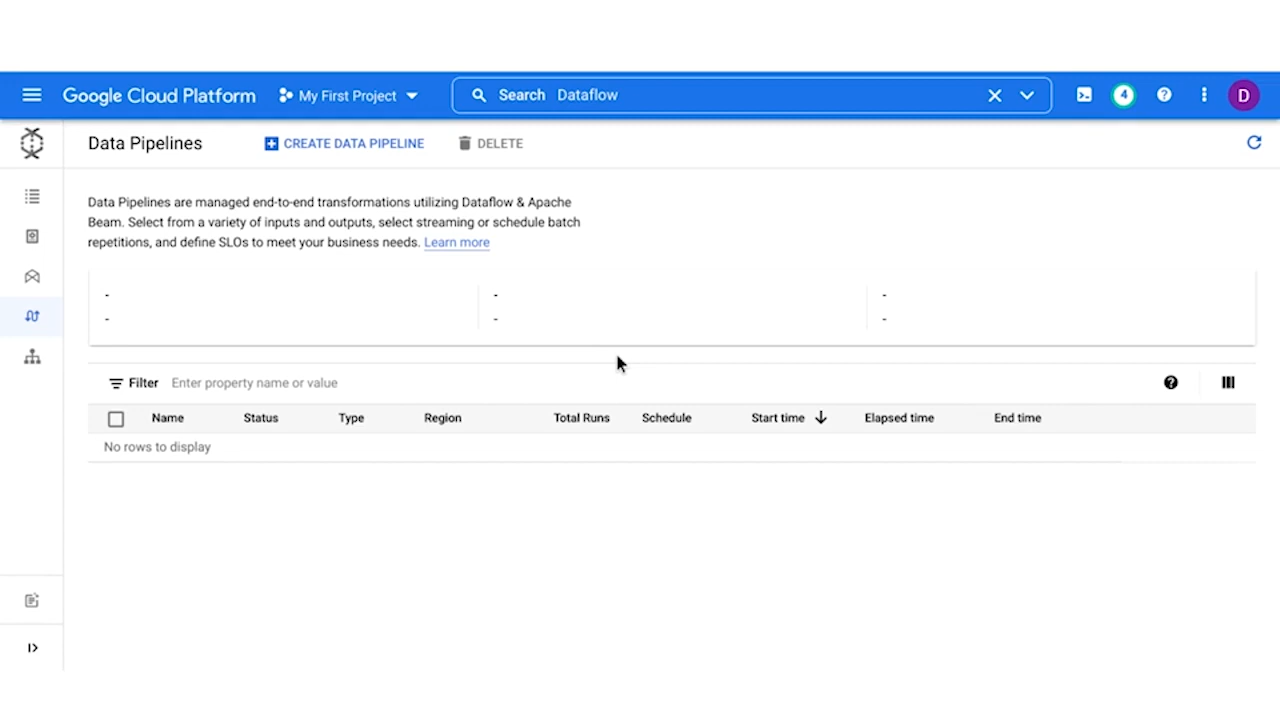 Google Cloud Platform My First Project Search Dataflow 4 D
Data Pipelines CREATE DATA PIPELINE DELETE
Data Pipelines are managed end-to-end transformations utilizing Dataflow & Apache
Beam. Select from a variety of inputs and outputs, select streaming or schedule batch
repetitions, and define SLOs to meet your business needs. Learn more
- - -
- - -
Filter Enter property name or value
Name Status Type Region Total Runs Schedule Start time Elapsed time End time
No rows to display